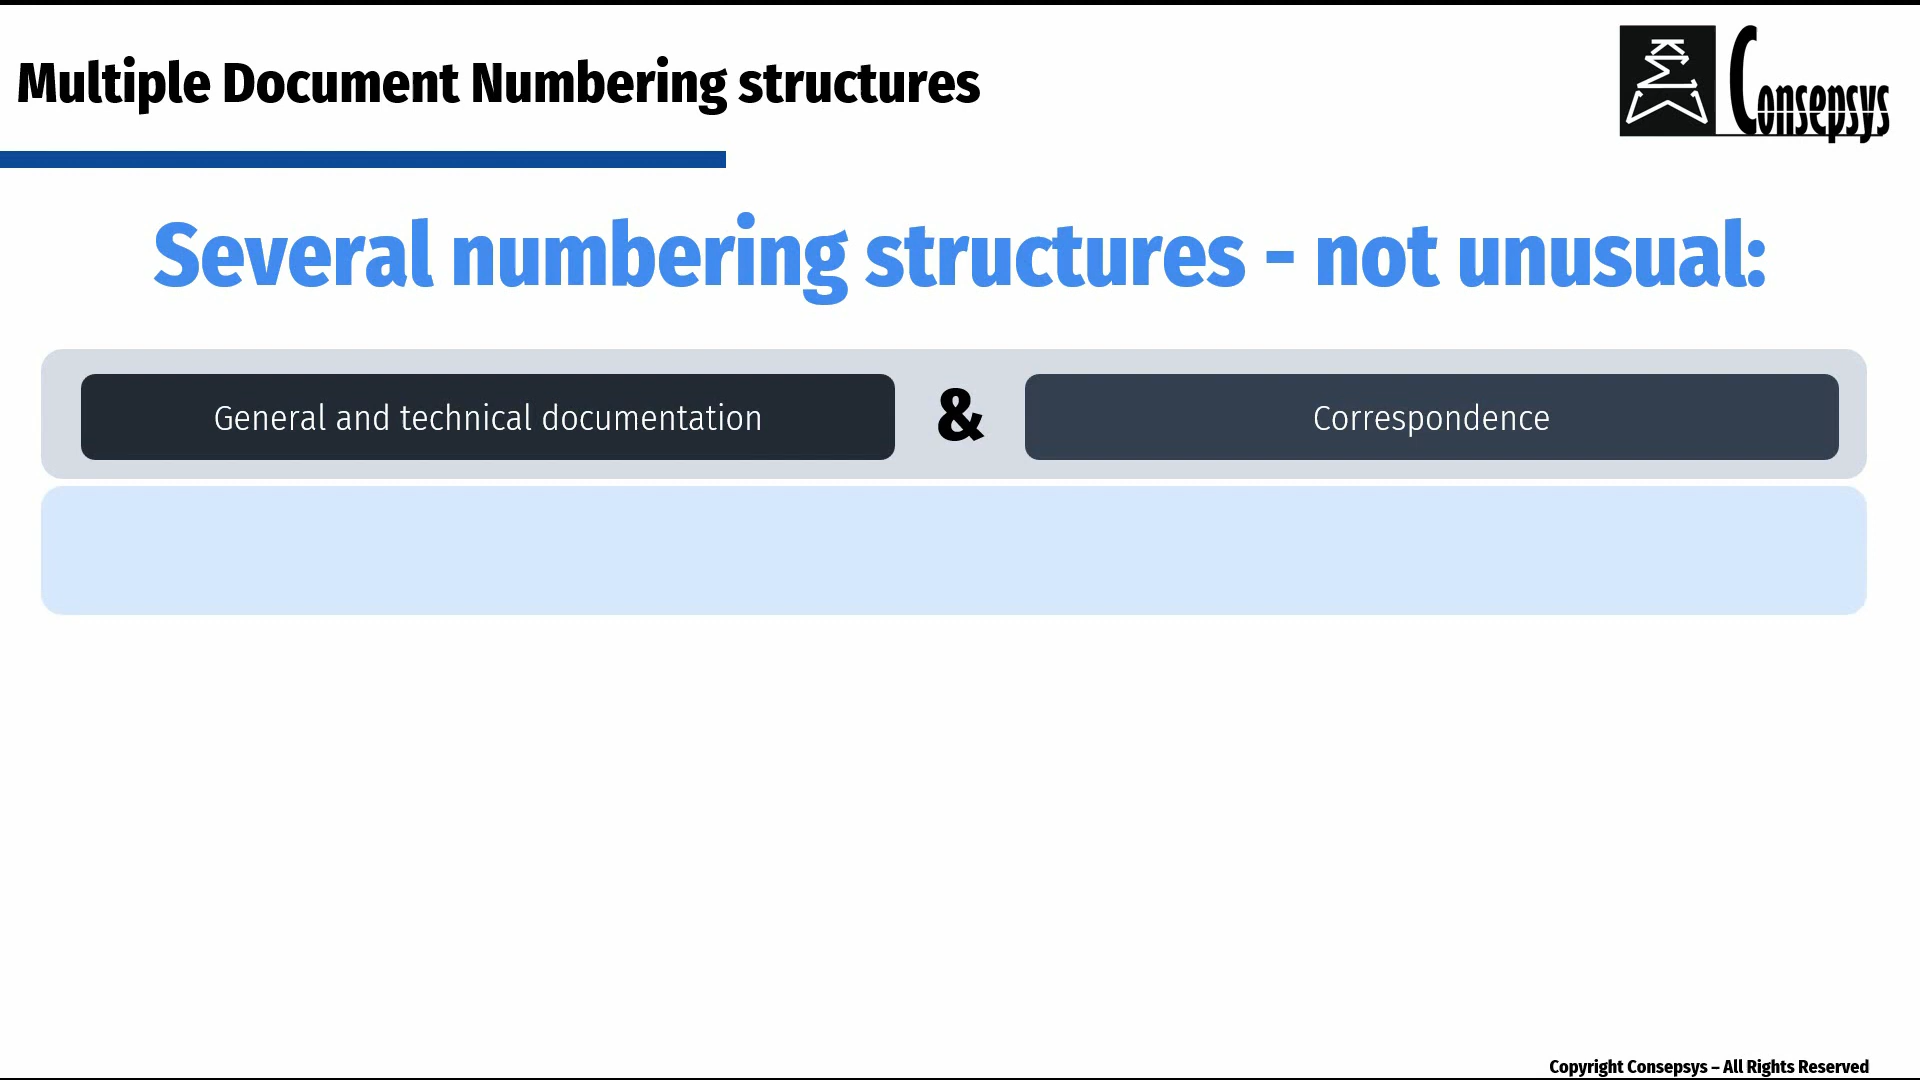 Multiple Document Numbering structures
Consepsys
Several numbering structures - not unusual:
General and technical documentation & Correspondence
Copyright Consepsys – All Rights Reserved